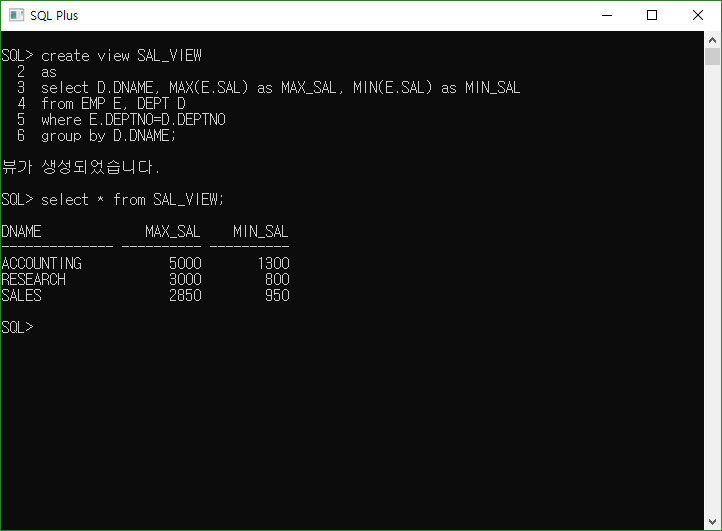 SQL Plus
SQL> create view SAL_VIEW
2 as
3 select D.DNAME, MAX(E.SAL) as MAX_SAL, MIN(E.SAL) as MIN_SAL
4 from EMP E, DEPT D
5 where E.DEPTNO=D.DEPTNO
6 group by D.DNAME;
뷰가 생성되었습니다.
SQL> select * from SAL_VIEW;
DNAME MAX_SAL MIN_SAL
-------------- ---------- ----------
ACCOUNTING 5000 1300
RESEARCH 3000 800
SALES 2850 950
SQL>